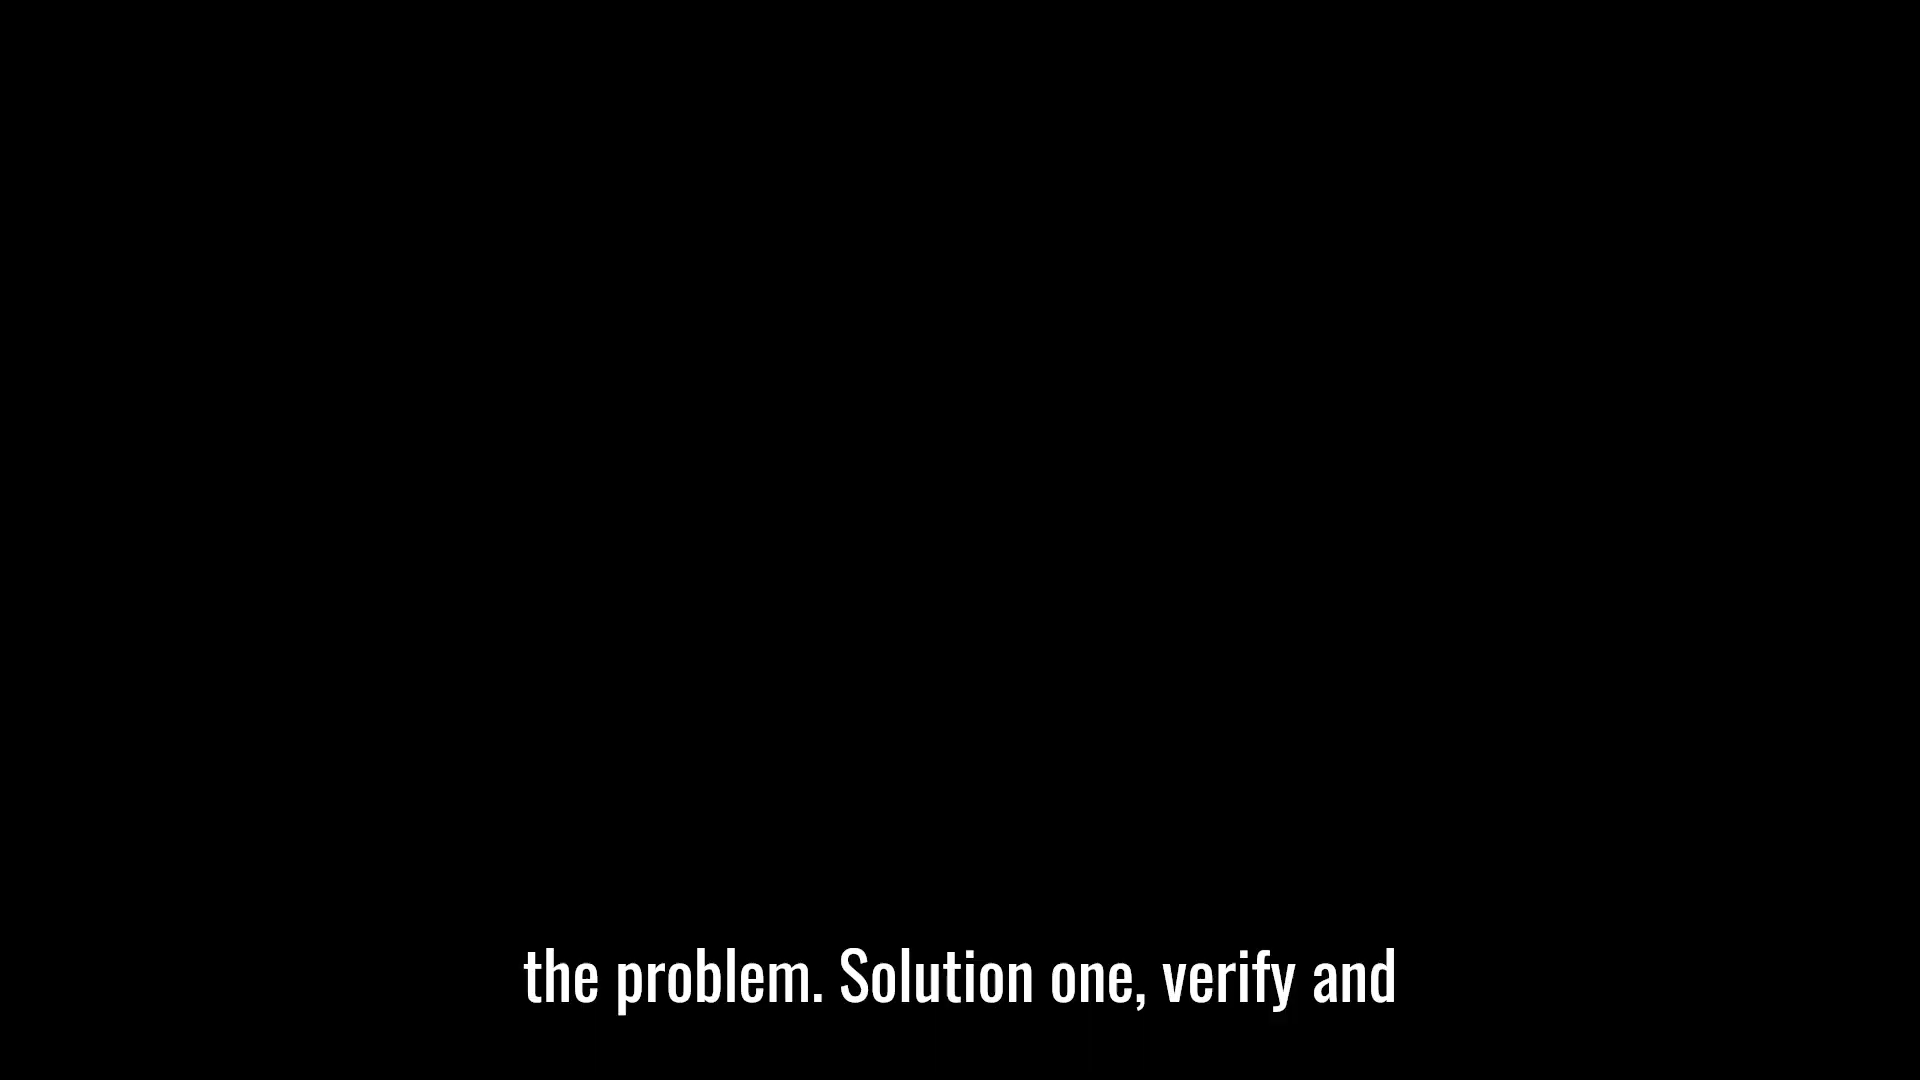 the problem. Solution one, verify and